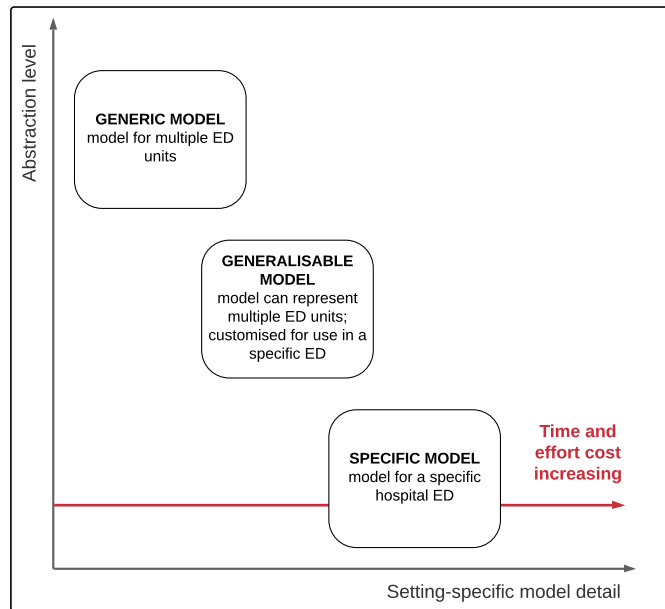 Abstraction level
GENERIC MODEL
model for multiple ED
units
GENERALISABLE
MODEL
model can represent
multiple ED units;
customised for use in a
specific ED
SPECIFIC MODEL
model for a specific
hospital ED
Time and
effort cost
increasing
Setting-specific model detail